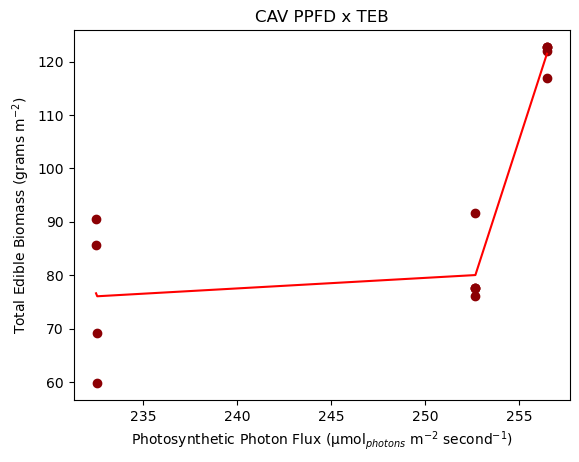 CAV PPFD x TEB
Total Edible Biomass (grams m⁻²)
120
110
100
90
80
70
60
235 240 245 250 255
Photosynthetic Photon Flux (μmolₚₕₒₜₒₙₛ m⁻² second⁻¹)